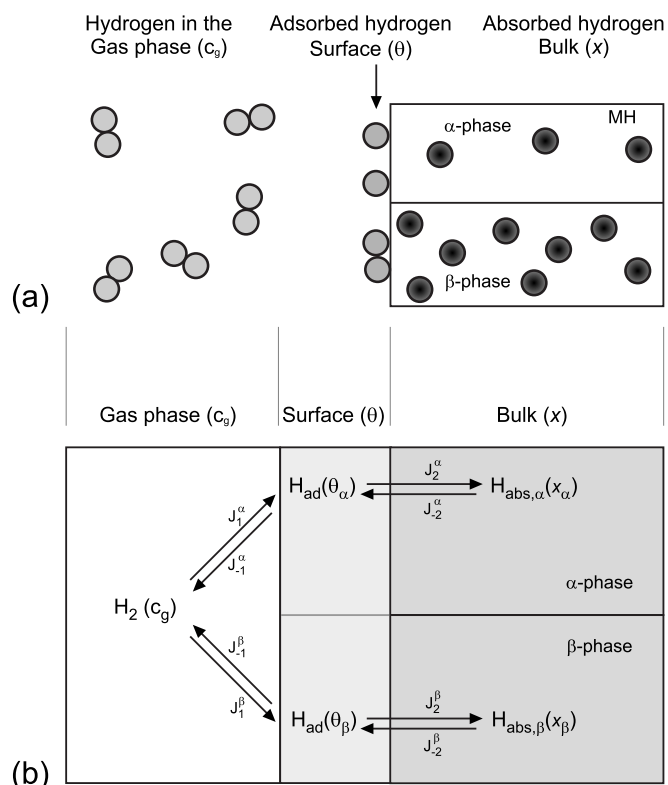 Hydrogen in the Gas phase (c_g)
Adsorbed hydrogen Surface (θ)
Absorbed hydrogen Bulk (x)
α-phase
MH
β-phase
(a)
Gas phase (c_g)
Surface (θ)
Bulk (x)
H_ad(θ_α)
J_2^α
J_-2^α
H_abs,α(x_α)
J_1^α
J_-1^α
α-phase
H_2 (c_g)
β-phase
J_-1^β
J_1^β
H_ad(θ_β)
J_2^β
J_-2^β
H_abs,β(x_β)
(b)